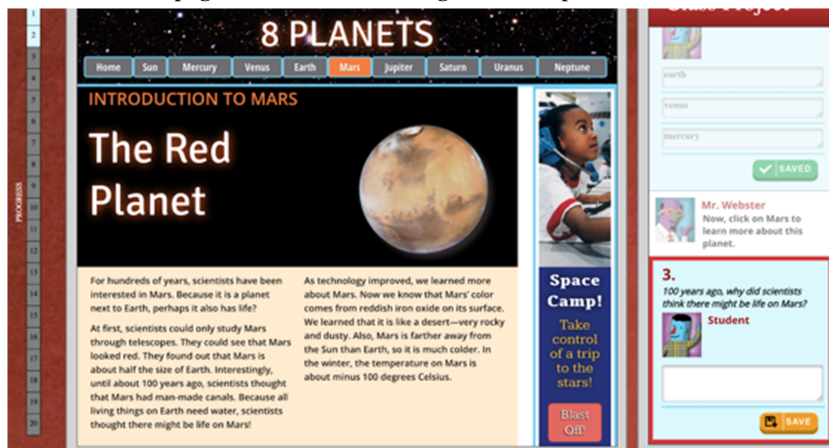 8 PLANETS
Home Sun Mercury Venus Earth Mars Jupiter Saturn Uranus Neptune
INTRODUCTION TO MARS
The Red
Planet
For hundreds of years, scientists have been
interested in Mars. Because it is a planet
next to Earth, perhaps it also has life?
At first, scientists could only study Mars
through telescopes. They could see that Mars
looked red. They found out that Mars is
about half the size of Earth. Interestingly,
until about 100 years ago, scientists thought
that Mars had man-made canals. Because all
living things on Earth need water, scientists
thought there might be life on Mars!
As technology improved, we learned more
about Mars. Now we know that Mars' color
comes from reddish iron oxide on its surface.
We learned that it is like a desert—very rocky
and dusty. Also, Mars is farther away from
the Sun than Earth, so it is much colder. In
the winter, the temperature on Mars is
about minus 100 degrees Celsius.
Space
Camp!
Take
control
of a trip
to the
stars!
Blast
Off!
PROGRESS
1
2
3
4
5
6
7
8
9
10
11
12
13
14
15
16
17
18
19
20
earth
venus
mercury
SAVED
Mr. Webster
Now, click on Mars to
learn more about this
planet.
3.
100 years ago, why did scientists
think there might be life on Mars?
Student
SAVE